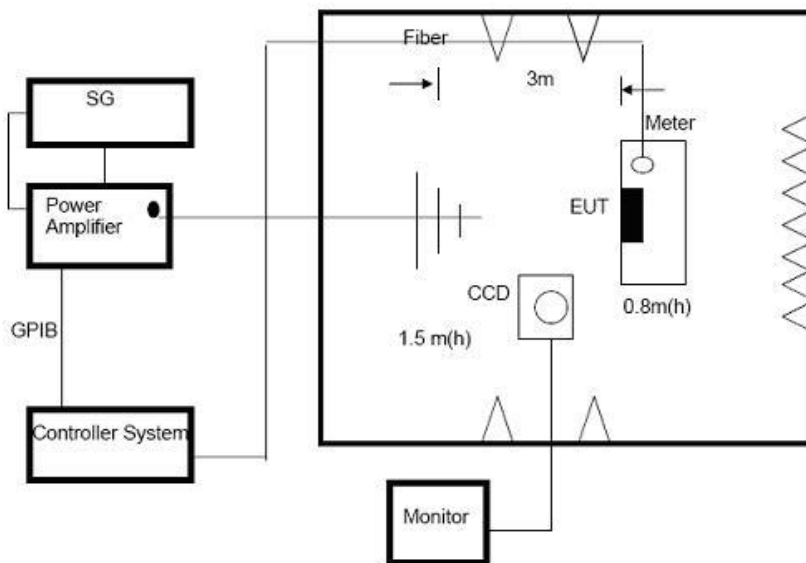 Fiber
3m
SG
Meter
Power
Amplifier
EUT
CCD
0.8m(h)
GPIB
1.5 m(h)
Controller System
Monitor